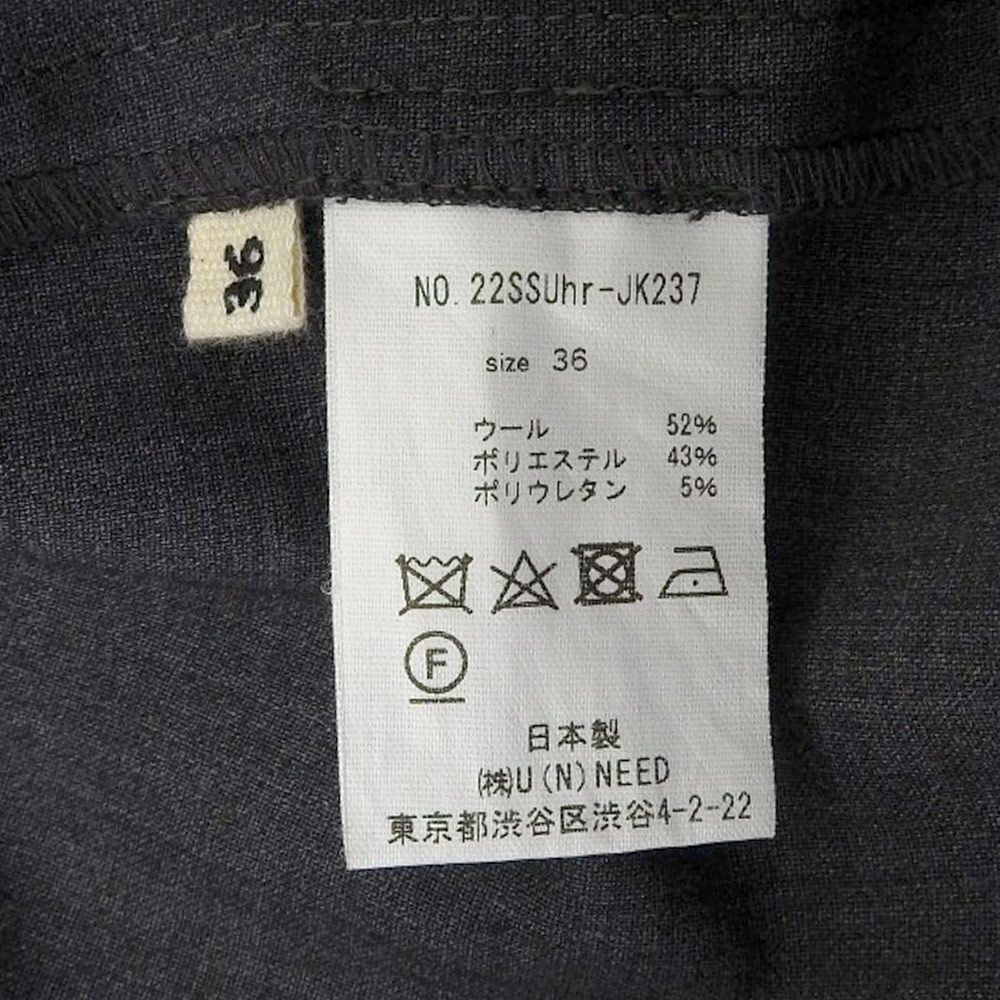 36
NO. 22SSUhr-JK237
size 36
ウール 52%
ポリエステル 43%
ポリウレタン 5%
F
日本製
(株)U(N)NEED
東京都渋谷区渋谷4-2-22